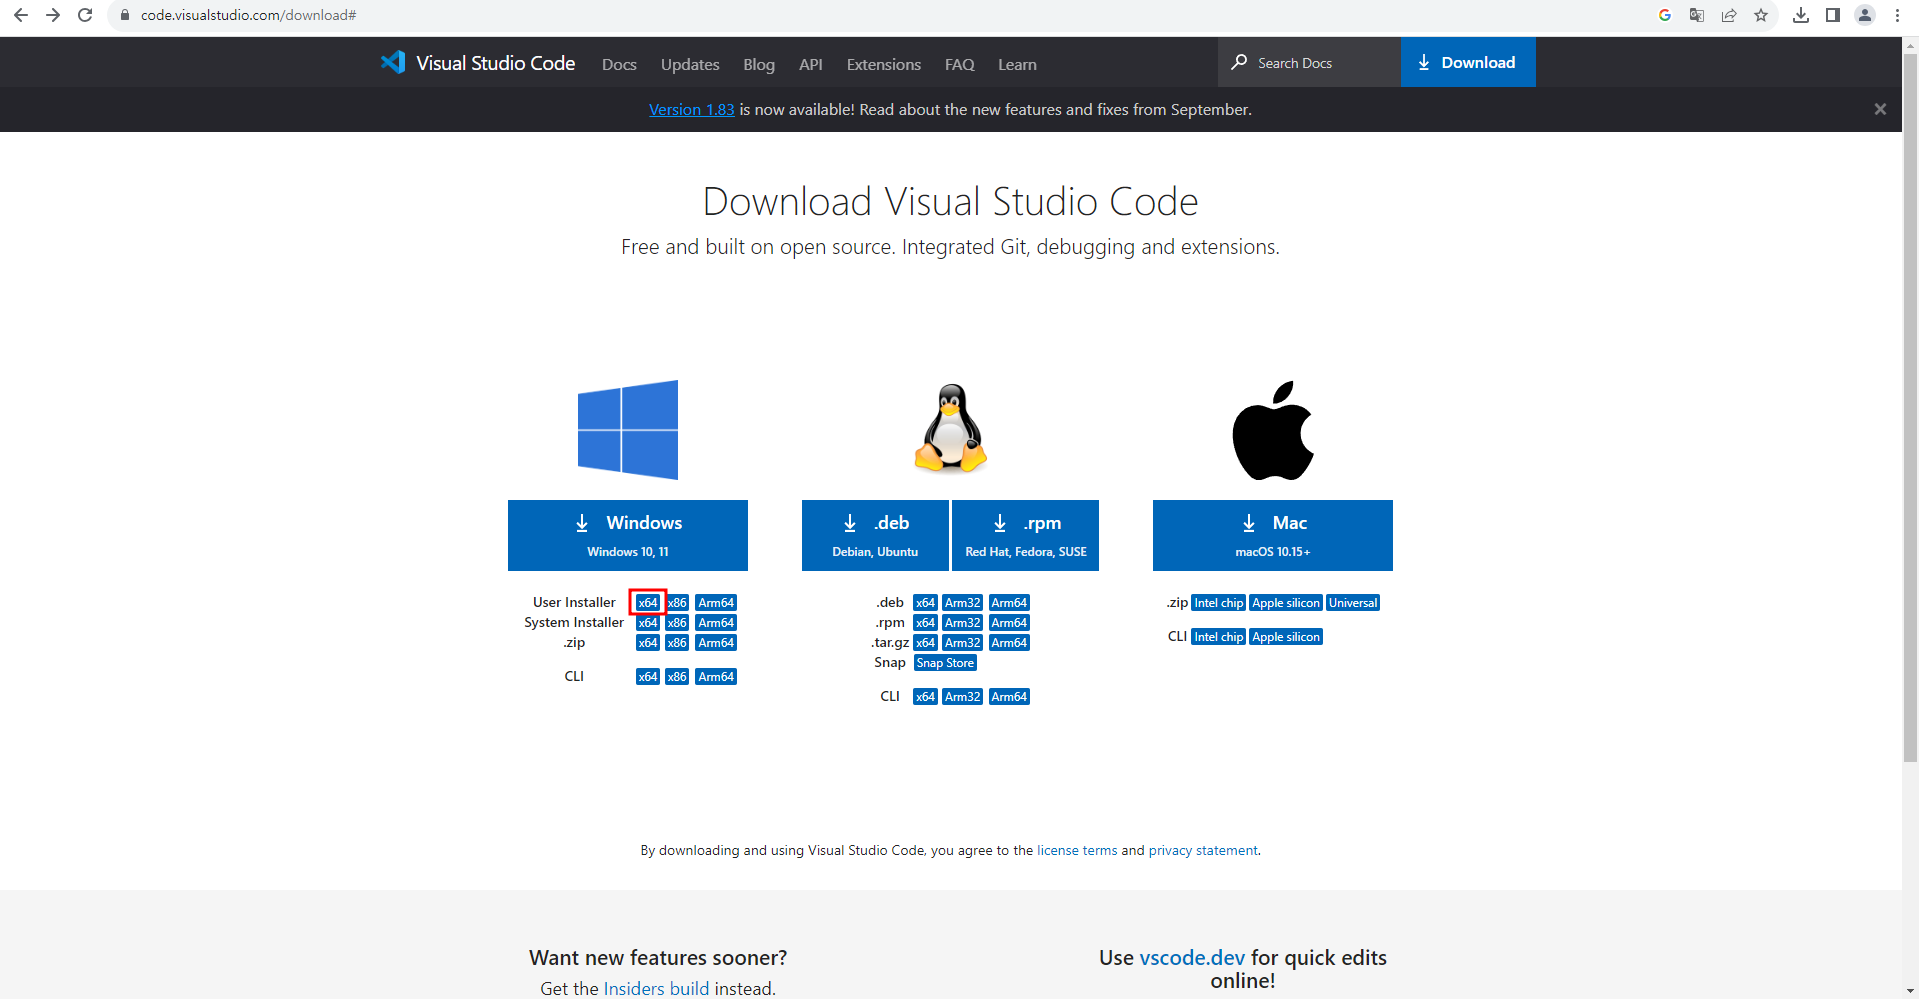 code.visualstudio.com/download#
Visual Studio Code Docs Updates Blog API Extensions FAQ Learn Search Docs Download
Version 1.83 is now available! Read about the new features and fixes from September.
Download Visual Studio Code
Free and built on open source. Integrated Git, debugging and extensions.
Windows
Windows 10, 11
User Installer x64 x86 Arm64
System Installer x64 x86 Arm64
.zip x64 x86 Arm64
CLI x64 x86 Arm64
.deb
Debian, Ubuntu
.rpm
Red Hat, Fedora, SUSE
.deb x64 Arm32 Arm64
.rpm x64 Arm32 Arm64
.tar.gz x64 Arm32 Arm64
Snap Snap Store
CLI x64 Arm32 Arm64
Mac
macOS 10.15+
.zip Intel chip Apple silicon Universal
CLI Intel chip Apple silicon
By downloading and using Visual Studio Code, you agree to the license terms and privacy statement.
Want new features sooner?
Get the Insiders build instead.
Use vscode.dev for quick edits
online!